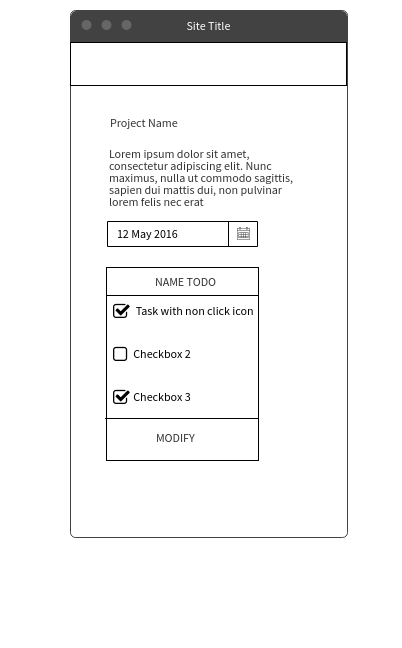 Site Title
Project Name
Lorem ipsum dolor sit amet,
consectetur adipiscing elit. Nunc
maximus, nulla ut commodo sagittis,
sapien dui mattis dui, non pulvinar
lorem felis nec erat
12 May 2016
NAME TODO
Task with non click icon
Checkbox 2
Checkbox 3
MODIFY